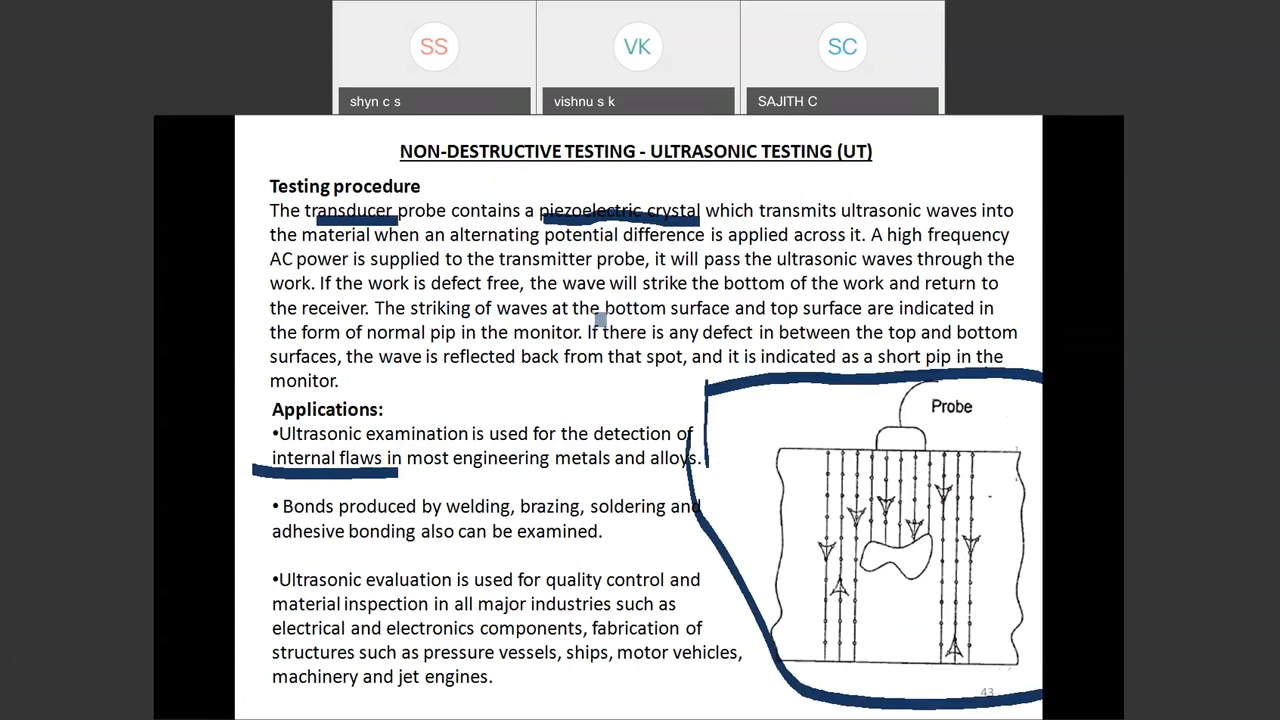 SS
VK
SC
shyn c s
vishnu s k
SAJITH C
NON-DESTRUCTIVE TESTING - ULTRASONIC TESTING (UT)
Testing procedure
The transducer probe contains a piezoelectric crystal which transmits ultrasonic waves into
the material when an alternating potential difference is applied across it. A high frequency
AC power is supplied to the transmitter probe, it will pass the ultrasonic waves through the
work. If the work is defect free, the wave will strike the bottom of the work and return to
the receiver. The striking of waves at the bottom surface and top surface are indicated in
the form of normal pip in the monitor. If there is any defect in between the top and bottom
surfaces, the wave is reflected back from that spot, and it is indicated as a short pip in the
monitor.
Applications:
•Ultrasonic examination is used for the detection of
internal flaws in most engineering metals and alloys.
• Bonds produced by welding, brazing, soldering and
adhesive bonding also can be examined.
•Ultrasonic evaluation is used for quality control and
material inspection in all major industries such as
electrical and electronics components, fabrication of
structures such as pressure vessels, ships, motor vehicles,
machinery and jet engines.
Probe
43